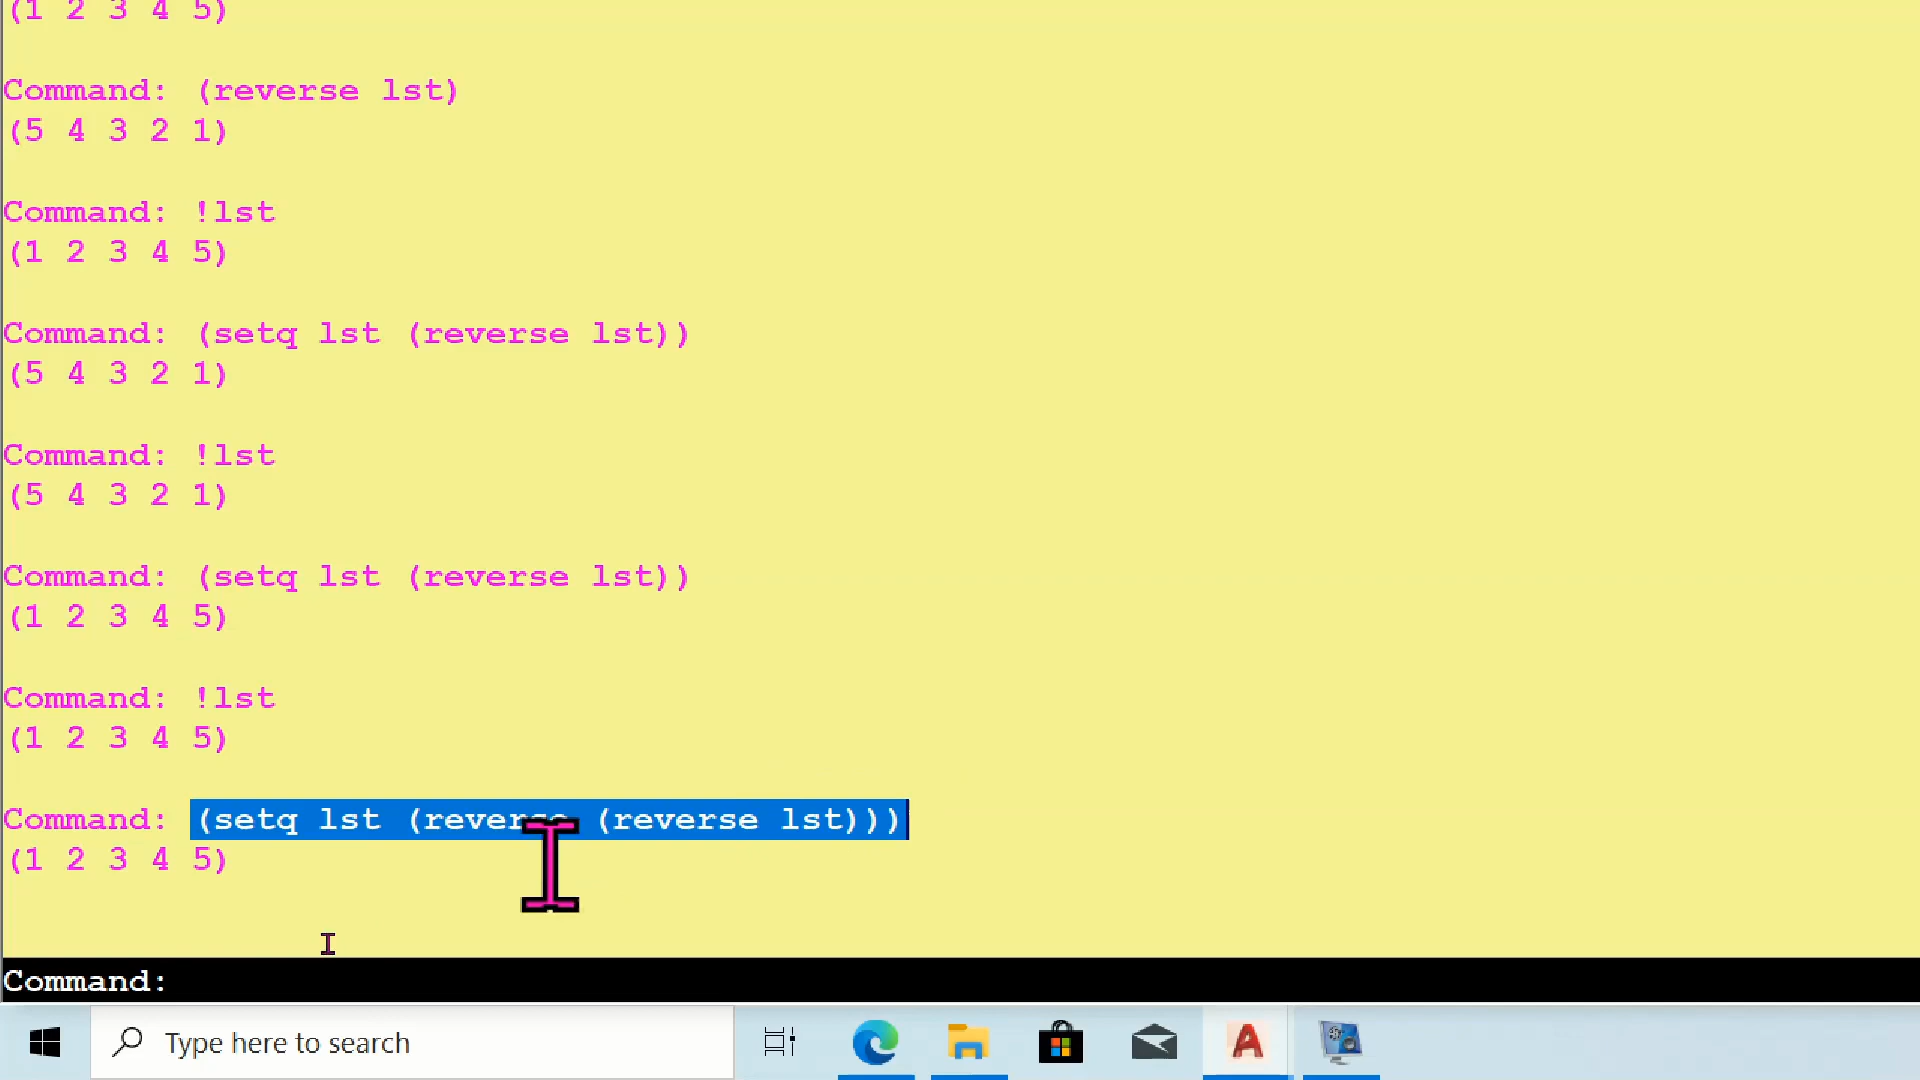 (1 2 3 4 5)
Command: (reverse lst)
(5 4 3 2 1)
Command: !lst
(1 2 3 4 5)
Command: (setq lst (reverse lst))
(5 4 3 2 1)
Command: !lst
(5 4 3 2 1)
Command: (setq lst (reverse lst))
(1 2 3 4 5)
Command: !lst
(1 2 3 4 5)
Command: (setq lst (reverse (reverse lst)))
(1 2 3 4 5)
Command:
Type here to search